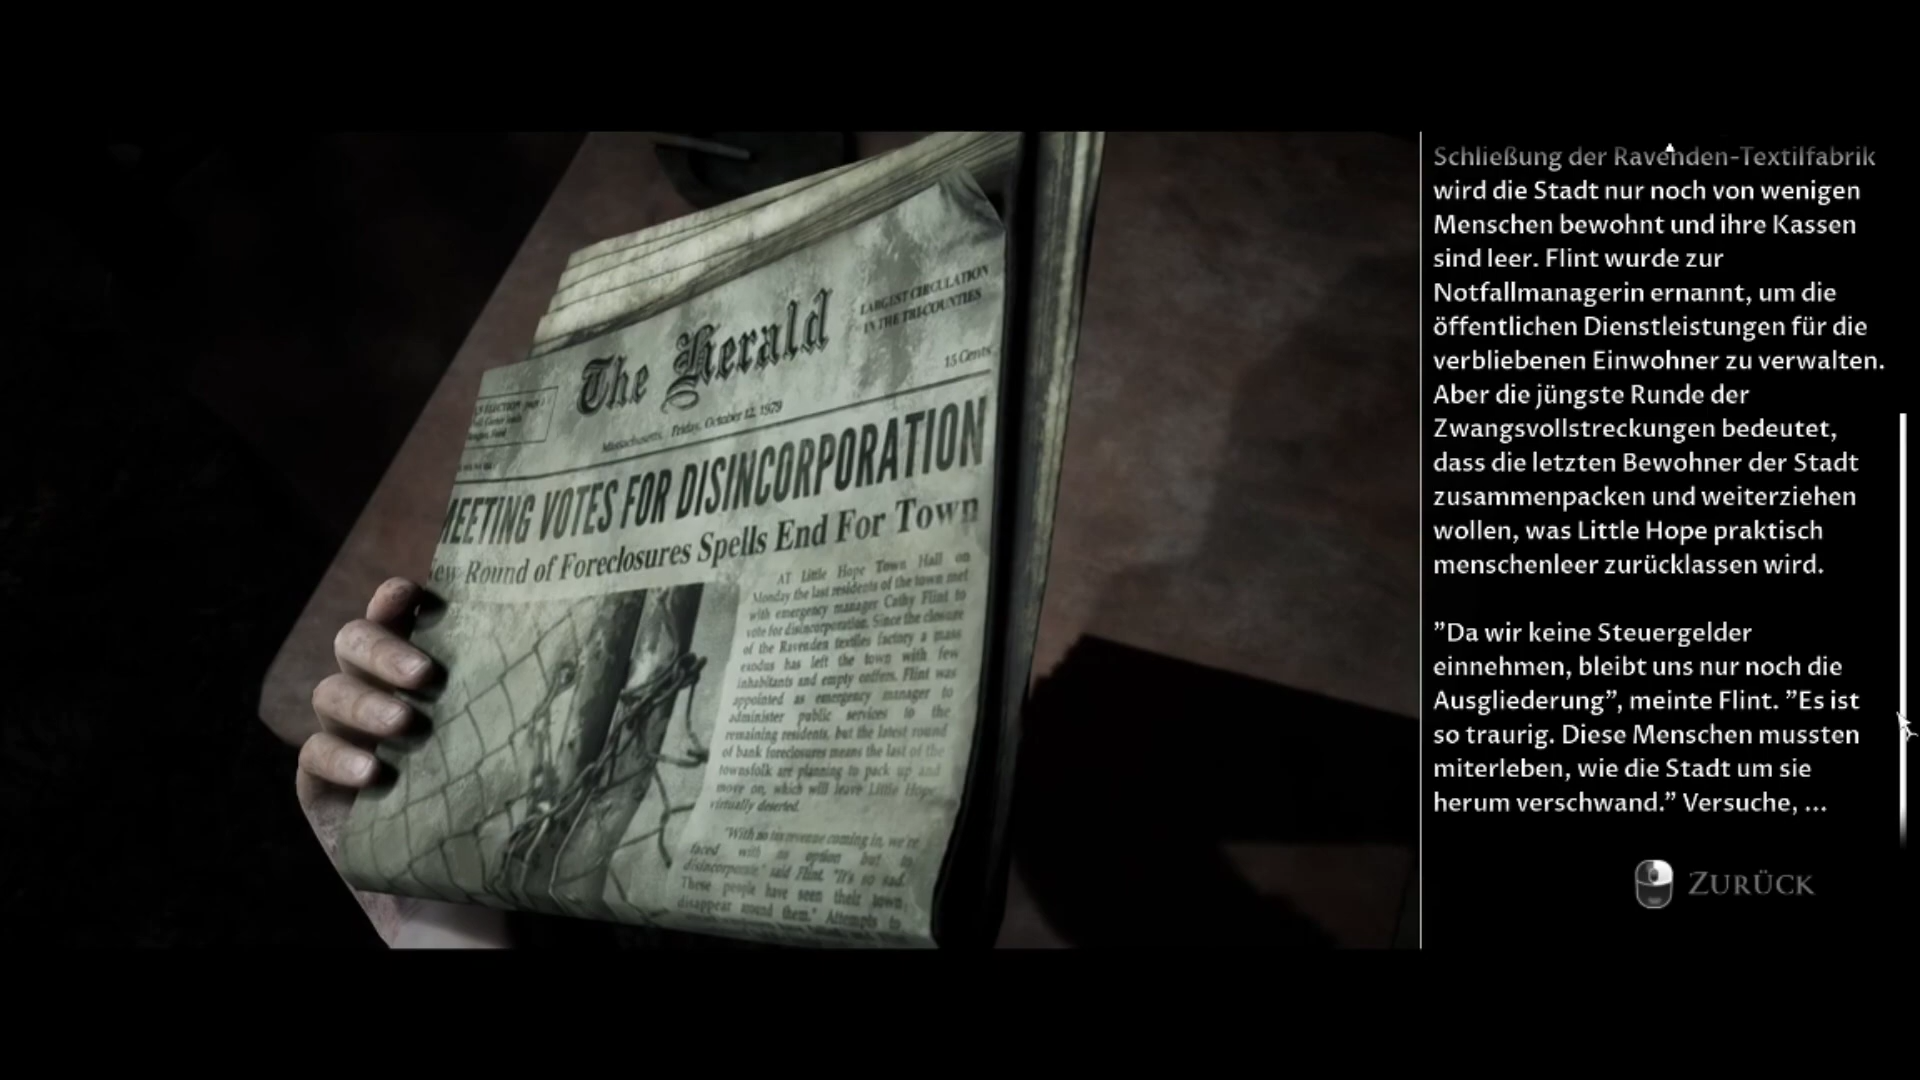 The Herald
LARGEST CIRCULATION
IN THE TRI-COUNTIES
15 Cents
Massachusetts, Friday, October 12, 1979
MEETING VOTES FOR DISINCORPORATION
New Round of Foreclosures Spells End For Town
AT Little Hope Town Hall on
Monday the last residents of the town met
with emergency manager Cathy Flint to
vote for disincorporation. Since the closure
of the Ravenden textiles factory a mass
exodus has left the town with few
inhabitants and empty coffers. Flint was
appointed as emergency manager to
administer public services to the
remaining residents, but the latest round
of bank foreclosures means the last of the
townsfolk are planning to pack up and
move on, which will leave Little Hope
virtually deserted.
"With no tax revenue coming in, we're
faced with no option but to
disincorporate" said Flint. "It's so sad.
These people have seen their town
disappear around them." Attempts to
Schließung der Ravenden-Textilfabrik
wird die Stadt nur noch von wenigen
Menschen bewohnt und ihre Kassen
sind leer. Flint wurde zur
Notfallmanagerin ernannt, um die
öffentlichen Dienstleistungen für die
verbliebenen Einwohner zu verwalten.
Aber die jüngste Runde der
Zwangsvollstreckungen bedeutet,
dass die letzten Bewohner der Stadt
zusammenpacken und weiterziehen
wollen, was Little Hope praktisch
menschenleer zurücklassen wird.
”Da wir keine Steuergelder
einnehmen, bleibt uns nur noch die
Ausgliederung”, meinte Flint. ”Es ist
so traurig. Diese Menschen mussten
miterleben, wie die Stadt um sie
herum verschwand.” Versuche, ...
ZURÜCK